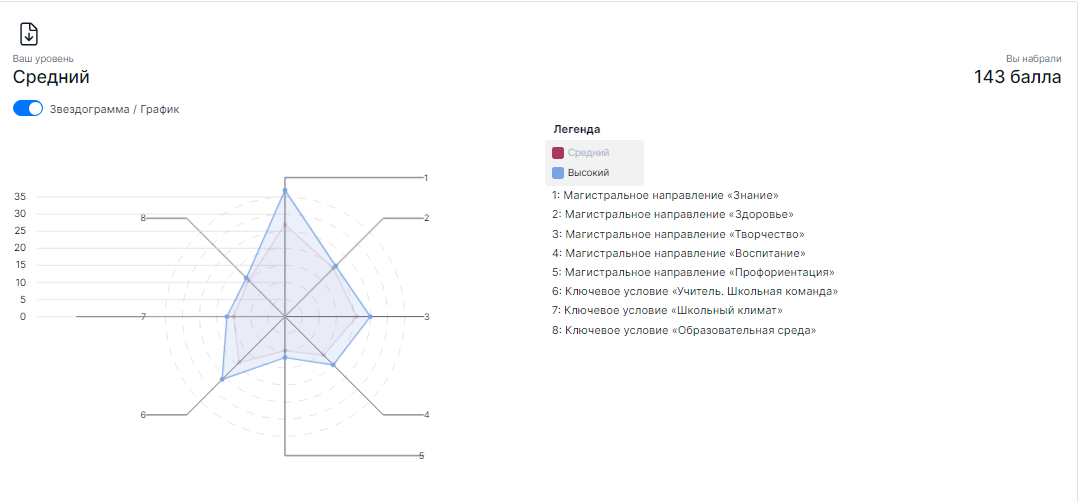 Ваш уровень
Средний
Вы набрали
143 балла
Звездограмма / График
Легенда
Средний
Высокий
1: Магистральное направление «Знание»
2: Магистральное направление «Здоровье»
3: Магистральное направление «Творчество»
4: Магистральное направление «Воспитание»
5: Магистральное направление «Профориентация»
6: Ключевое условие «Учитель. Школьная команда»
7: Ключевое условие «Школьный климат»
8: Ключевое условие «Образовательная среда»
35
30
25
20
15
10
5
0
1
2
3
4
5
6
7
8